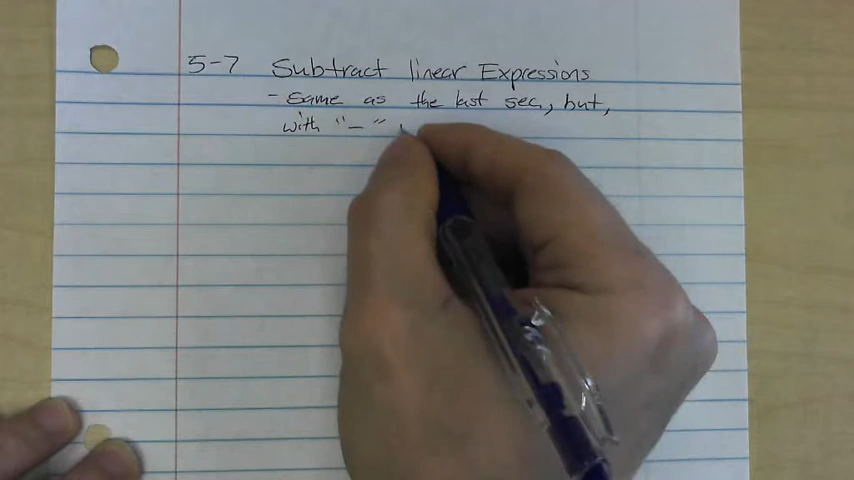 5-7 Subtract linear Expressions
- Same as the last sec, but,
with "-"